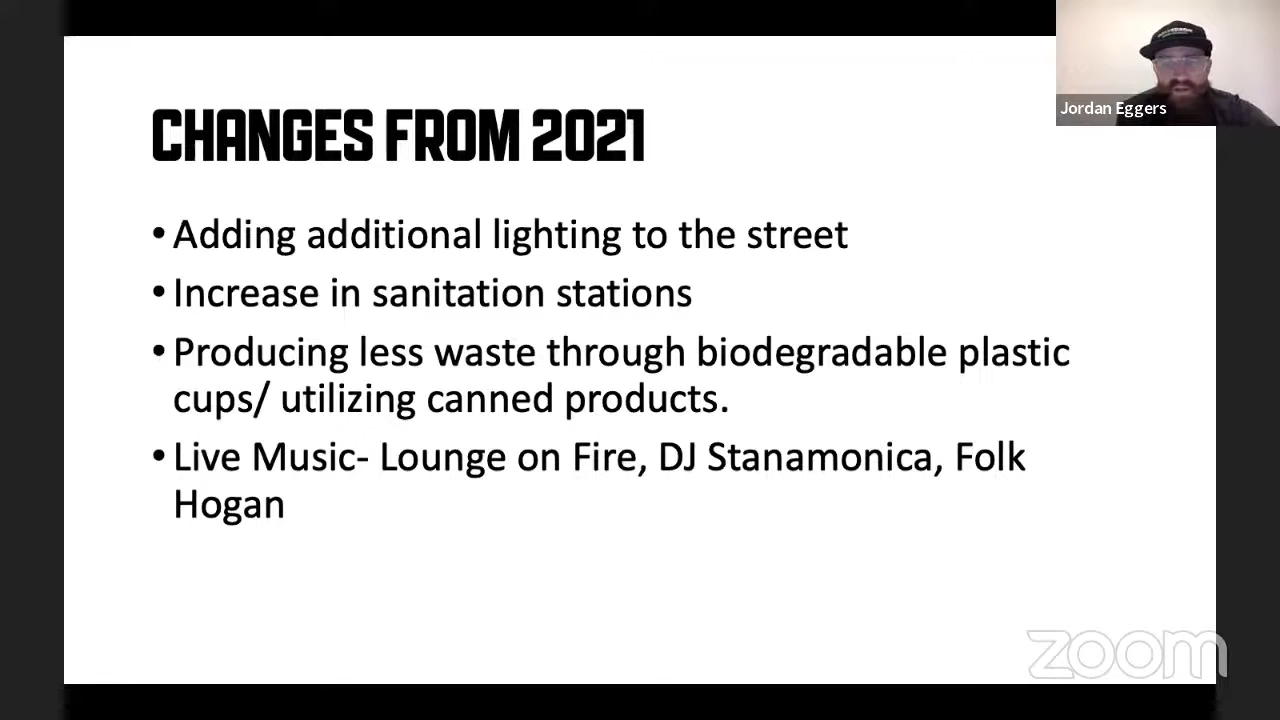 Jordan Eggers
CHANGES FROM 2021
• Adding additional lighting to the street
• Increase in sanitation stations
• Producing less waste through biodegradable plastic
cups/ utilizing canned products.
• Live Music- Lounge on Fire, DJ Stanamonica, Folk
Hogan
zoom